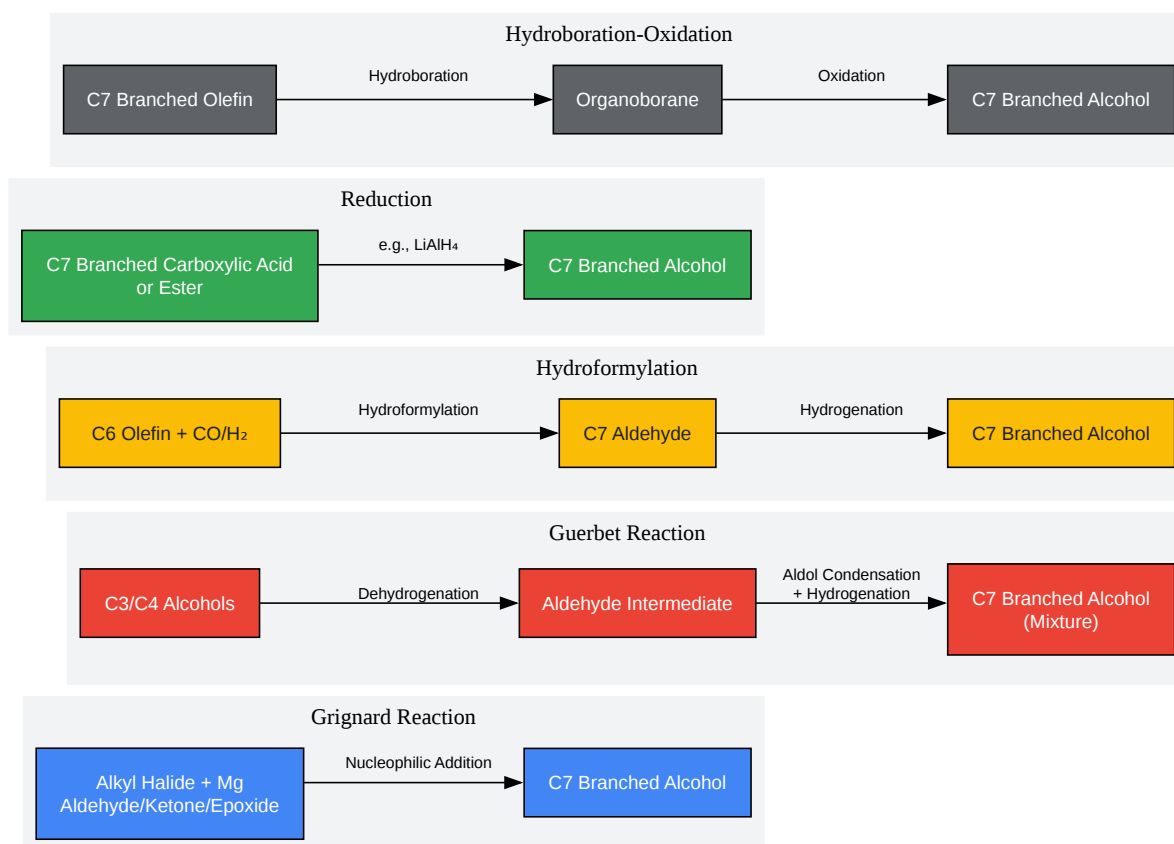 Hydroboration-Oxidation
C7 Branched Olefin
Hydroboration
Organoborane
Oxidation
C7 Branched Alcohol
Reduction
C7 Branched Carboxylic Acid
or Ester
e.g., LiAlH₄
C7 Branched Alcohol
Hydroformylation
C6 Olefin + CO/H₂
Hydroformylation
C7 Aldehyde
Hydrogenation
C7 Branched Alcohol
Guerbet Reaction
C3/C4 Alcohols
Dehydrogenation
Aldehyde Intermediate
Aldol Condensation
+ Hydrogenation
C7 Branched Alcohol
(Mixture)
Grignard Reaction
Alkyl Halide + Mg
Aldehyde/Ketone/Epoxide
Nucleophilic Addition
C7 Branched Alcohol